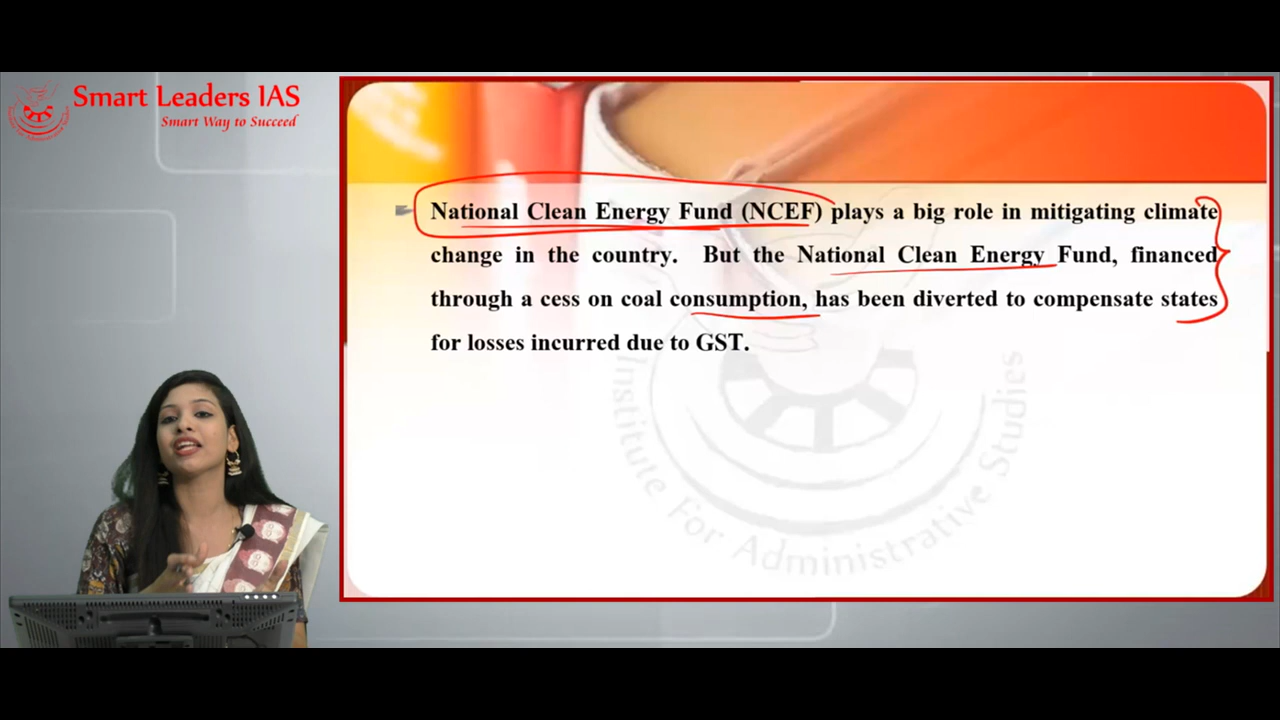 Smart Leaders IAS
Smart Way to Succeed
National Clean Energy Fund (NCEF) plays a big role in mitigating climate
change in the country. But the National Clean Energy Fund, financed
through a cess on coal consumption, has been diverted to compensate states
for losses incurred due to GST.
Institute For Administrative Studies